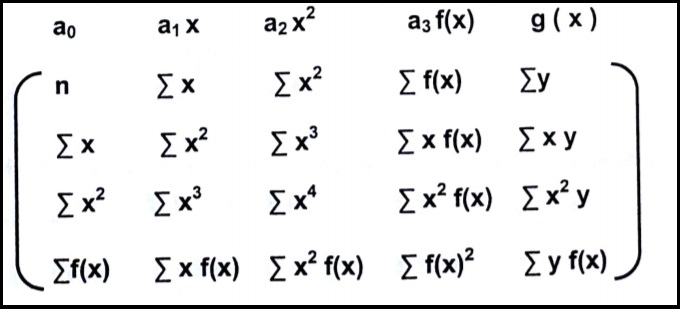 a₀ a₁ x a₂ x² a₃ f(x) g ( x )
n ∑ x ∑ x² ∑ f(x) ∑y
∑ x ∑ x² ∑ x³ ∑ x f(x) ∑ x y
∑ x² ∑ x³ ∑ x⁴ ∑ x² f(x) ∑ x² y
∑f(x) ∑ x f(x) ∑ x² f(x) ∑ f(x)² ∑ y f(x)